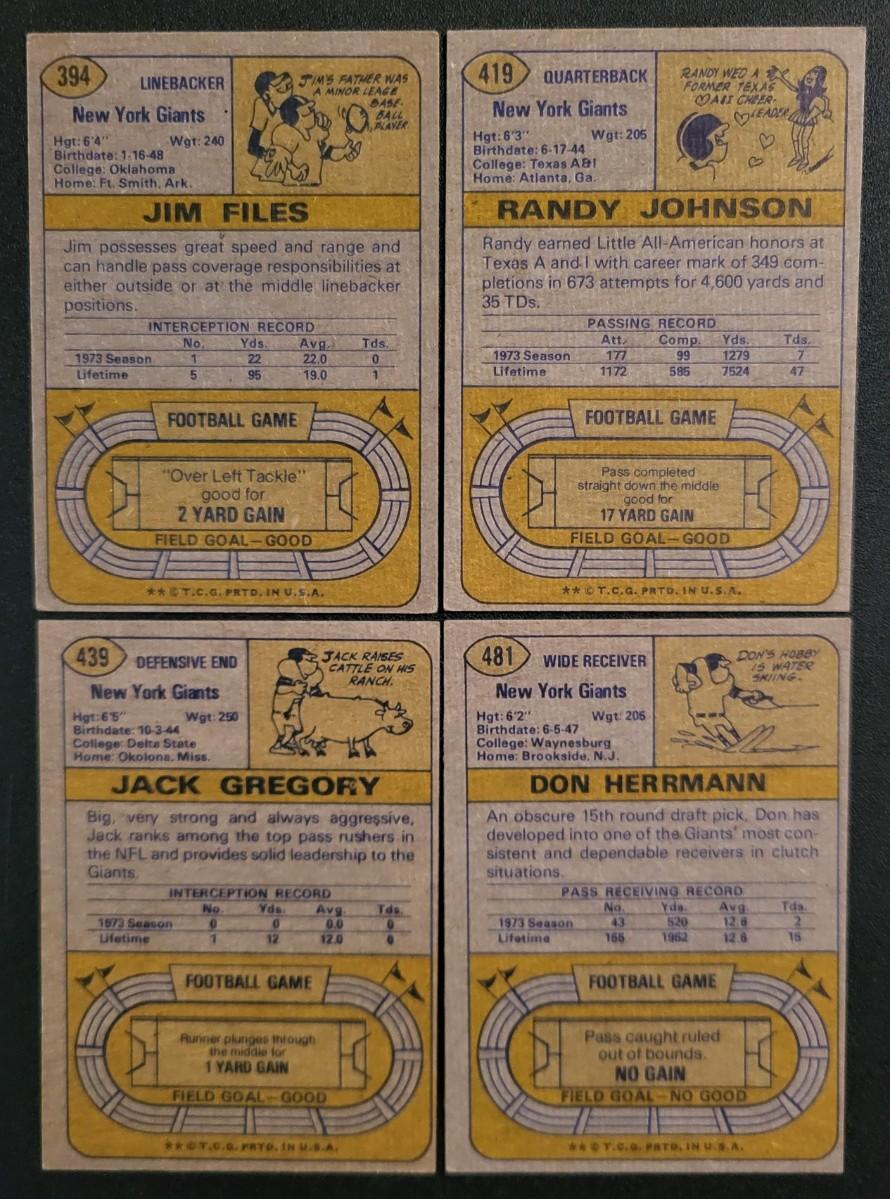 394
LINEBACKER
New York Giants
Hgt: 6'4" Wgt: 240
Birthdate: 1-16-48
College: Oklahoma
Home: Ft. Smith, Ark.
JIM'S FATHER WAS
A MINOR LEAGE
BASE-
BALL
PLAYER.
JIM FILES
Jim possesses great speed and range and
can handle pass coverage responsibilities at
either outside or at the middle linebacker
positions.
INTERCEPTION RECORD
No. Yds. Avg. Tds.
1973 Season 1 22 22.0 0
Lifetime 5 95 19.0 1
FOOTBALL GAME
"Over Left Tackle"
good for
2 YARD GAIN
FIELD GOAL—GOOD
** © T.C.G. PRTD. IN U.S.A.
419
QUARTERBACK
New York Giants
Hgt: 6'3" Wgt: 205
Birthdate: 6-17-44
College: Texas A&I
Home: Atlanta, Ga.
RANDY WED A
FORMER TEXAS
A&I CHEER-
LEADER.
RANDY JOHNSON
Randy earned Little All-American honors at
Texas A and I with career mark of 349 com-
pletions in 673 attempts for 4,600 yards and
35 TDs.
PASSING RECORD
Att. Comp. Yds. Tds.
1973 Season 177 99 1279 7
Lifetime 1172 585 7524 47
FOOTBALL GAME
Pass completed
straight down the middle
good for
17 YARD GAIN
FIELD GOAL—GOOD
** © T.C.G. PRTD. IN U.S.A.
439
DEFENSIVE END
New York Giants
Hgt: 6'5" Wgt: 250
Birthdate: 10-3-44
College: Delta State
Home: Okolona, Miss.
JACK RAISES
CATTLE ON HIS
RANCH.
JACK GREGORY
Big, very strong and always aggressive,
Jack ranks among the top pass rushers in
the NFL and provides solid leadership to the
Giants.
INTERCEPTION RECORD
No. Yds. Avg. Tds.
1973 Season 0 0 0.0 0
Lifetime 1 12 12.0 0
FOOTBALL GAME
Runner plunges through
the middle for
1 YARD GAIN
FIELD GOAL—GOOD
** © T.C.G. PRTD. IN U.S.A.
481
WIDE RECEIVER
New York Giants
Hgt: 6'2" Wgt: 205
Birthdate: 6-5-47
College: Waynesburg
Home: Brookside, N.J.
DON'S HOBBY
IS WATER
SKIING.
DON HERRMANN
An obscure 15th round draft pick, Don has
developed into one of the Giants' most con-
sistent and dependable receivers in clutch
situations.
PASS RECEIVING RECORD
No. Yds. Avg. Tds.
1973 Season 43 520 12.8 2
Lifetime 155 1952 12.6 15
FOOTBALL GAME
Pass caught ruled
out of bounds.
NO GAIN
FIELD GOAL—NO GOOD
** © T.C.G. PRTD. IN U.S.A.